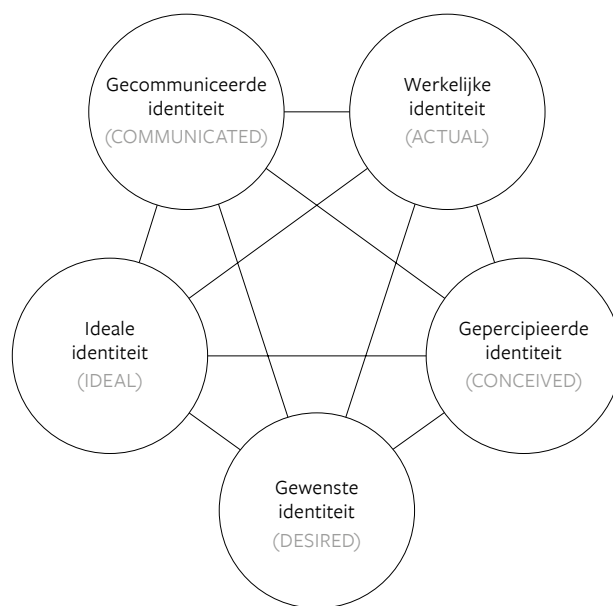 Gecommuniceerde
identiteit
(COMMUNICATED)
Werkelijke
identiteit
(ACTUAL)
Ideale
identiteit
(IDEAL)
Gepercipieerde
identiteit
(CONCEIVED)
Gewenste
identiteit
(DESIRED)